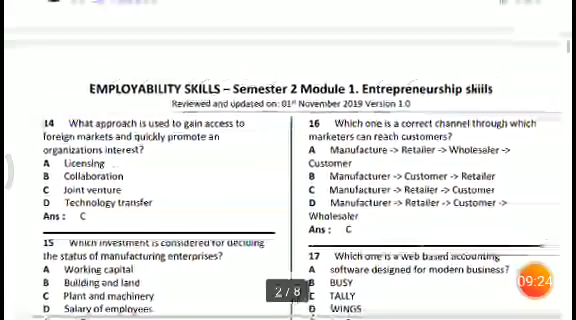 EMPLOYABILITY SKILLS – Semester 2 Module 1. Entrepreneurship skills
Reviewed and updated on: 01st November 2019 Version 1.0
14 What approach is used to gain access to
foreign markets and quickly promote an
organizations interest?
A Licensing
B Collaboration
C Joint venture
D Technology transfer
Ans : C
15 Which investment is considered for deciding
the status of manufacturing enterprises?
A Working capital
B Building and land
C Plant and machinery
D Salary of employees
16 Which one is a correct channel through which
marketers can reach customers?
A Manufacture -> Retailer -> Wholesaler ->
Customer
B Manufacturer -> Customer -> Retailer
C Manufacturer -> Retailer -> Customer
D Manufacturer -> Retailer -> Customer ->
Wholesaler
Ans : C
17 Which one is a web based accounting
software designed for modern business?
A
B BUSY
C TALLY
D WINGS
2 / 8
09:24